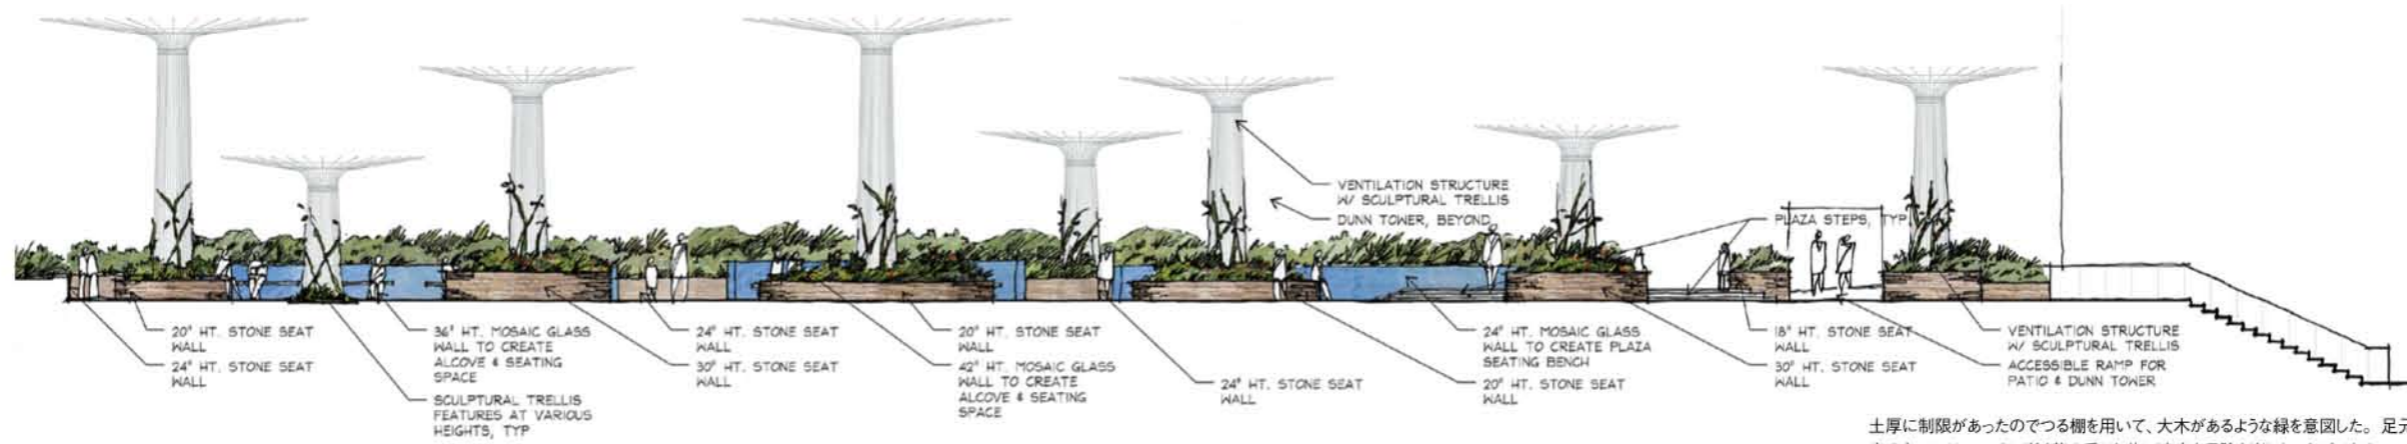 VENTILATION STRUCTURE
W/ SCULPTURAL TRELLIS
DUNN TOWER, BEYOND
PLAZA STEPS, TYP
20" HT. STONE SEAT
WALL
24" HT. STONE SEAT
WALL
36" HT. MOSAIC GLASS
WALL TO CREATE
ALCOVE & SEATING
SPACE
SCULPTURAL TRELLIS
FEATURES AT VARIOUS
HEIGHTS, TYP
24" HT. STONE SEAT
WALL
30" HT. STONE SEAT
WALL
20" HT. STONE SEAT
WALL
42" HT. MOSAIC GLASS
WALL TO CREATE
ALCOVE & SEATING
SPACE
24" HT. STONE SEAT
WALL
24" HT. MOSAIC GLASS
WALL TO CREATE PLAZA
SEATING BENCH
20" HT. STONE SEAT
WALL
18" HT. STONE SEAT
WALL
30" HT. STONE SEAT
WALL
VENTILATION STRUCTURE
W/ SCULPTURAL TRELLIS
ACCESSIBLE RAMP FOR
PATIO & DUNN TOWER
土厚に制限があったのでつる棚を用いて、大木があるような緑を意図した。足元